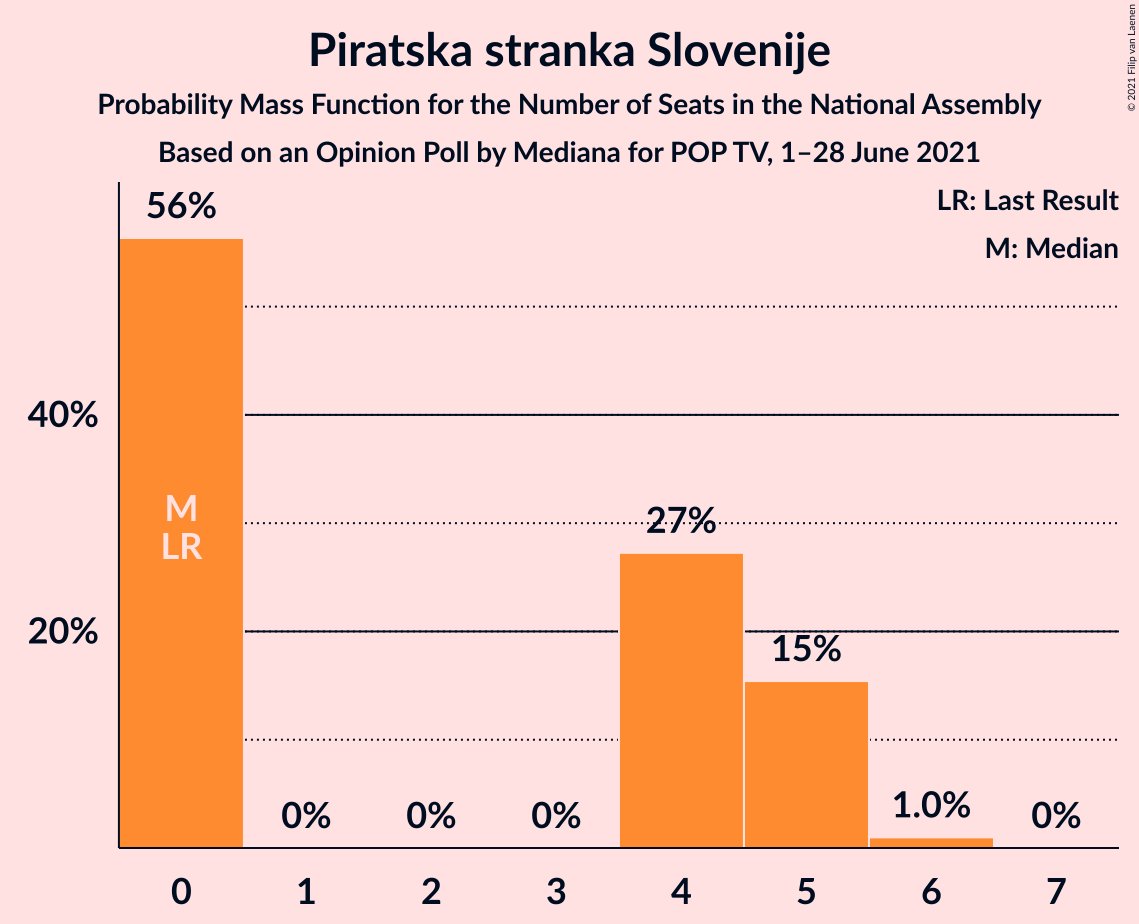 Piratska stranka Slovenije
Probability Mass Function for the Number of Seats in the National Assembly
Based on an Opinion Poll by Mediana for POP TV, 1–28 June 2021
© 2021 Filip van Laenen
LR: Last Result
M: Median
56%
40%
20%
M
LR
0%
0%
0%
27%
15%
1.0%
0%
0
1
2
3
4
5
6
7